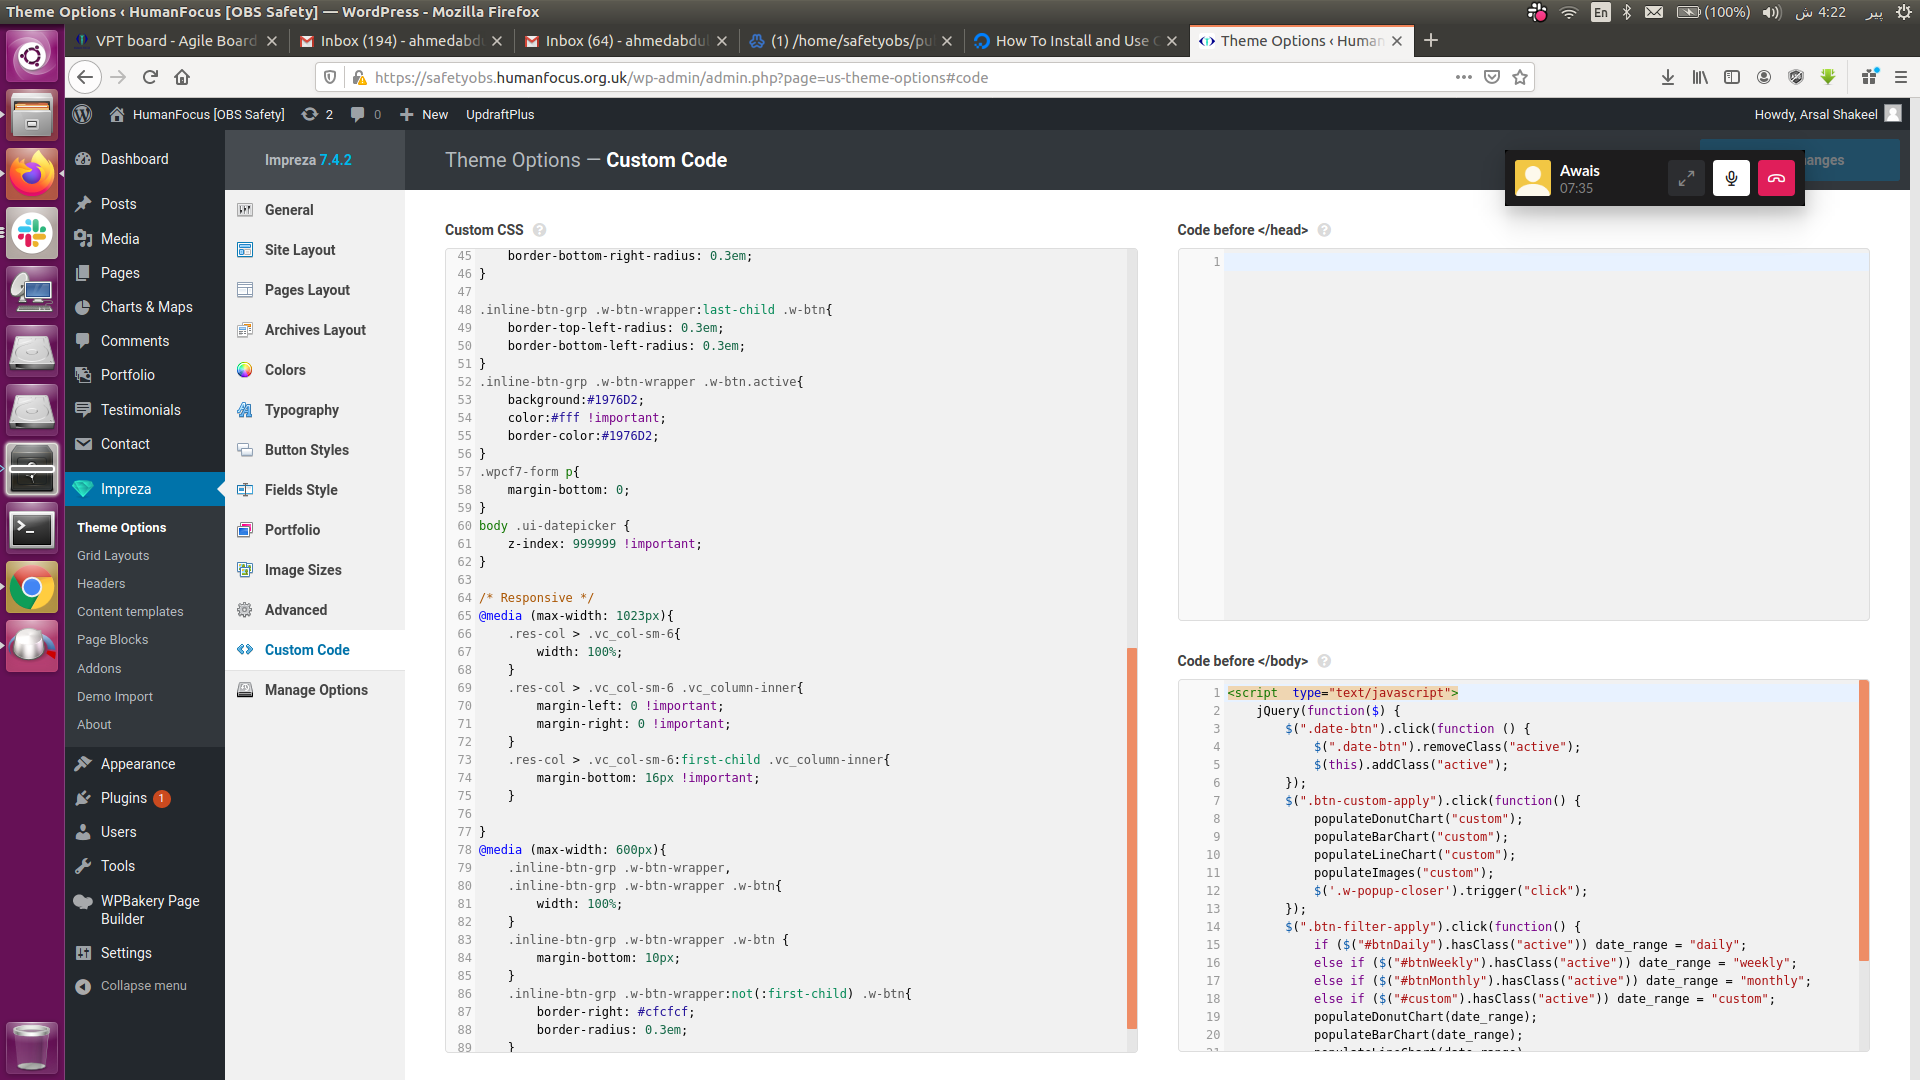 Theme Options ‹ HumanFocus [OBS Safety] — WordPress - Mozilla Firefox
En (100%) 4:22 ش پیر
VPT board - Agile Board
Inbox (194) - ahmedabdu
Inbox (64) - ahmedabdul
(1) /home/safetyobs/pu
How To Install and Use
Theme Options ‹ Human
https://safetyobs.humanfocus.org.uk/wp-admin/admin.php?page=us-theme-options#code
HumanFocus [OBS Safety] 2 0 New UpdraftPlus
Howdy, Arsal Shakeel
Dashboard
Posts
Media
Pages
Charts & Maps
Comments
Portfolio
Testimonials
Contact
Impreza
Theme Options
Grid Layouts
Headers
Content templates
Page Blocks
Addons
Demo Import
About
Appearance
Plugins 1
Users
Tools
WPBakery Page
Builder
Settings
Collapse menu
Impreza 7.4.2
General
Site Layout
Pages Layout
Archives Layout
Colors
Typography
Button Styles
Fields Style
Portfolio
Image Sizes
Advanced
Custom Code
Manage Options
Theme Options — Custom Code
anges
Awais
07:35
Custom CSS ?
45 border-bottom-right-radius: 0.3em;
46 }
47
48 .inline-btn-grp .w-btn-wrapper:last-child .w-btn{
49 border-top-left-radius: 0.3em;
50 border-bottom-left-radius: 0.3em;
51 }
52 .inline-btn-grp .w-btn-wrapper .w-btn.active{
53 background:#1976D2;
54 color:#fff !important;
55 border-color:#1976D2;
56 }
57 .wpcf7-form p{
58 margin-bottom: 0;
59 }
60 body .ui-datepicker {
61 z-index: 999999 !important;
62 }
63
64 /* Responsive */
65 @media (max-width: 1023px){
66 .res-col > .vc_col-sm-6{
67 width: 100%;
68 }
69 .res-col > .vc_col-sm-6 .vc_column-inner{
70 margin-left: 0 !important;
71 margin-right: 0 !important;
72 }
73 .res-col > .vc_col-sm-6:first-child .vc_column-inner{
74 margin-bottom: 16px !important;
75 }
76
77 }
78 @media (max-width: 600px){
79 .inline-btn-grp .w-btn-wrapper,
80 .inline-btn-grp .w-btn-wrapper .w-btn{
81 width: 100%;
82 }
83 .inline-btn-grp .w-btn-wrapper .w-btn {
84 margin-bottom: 10px;
85 }
86 .inline-btn-grp .w-btn-wrapper:not(:first-child) .w-btn{
87 border-right: #cfcfcf;
88 border-radius: 0.3em;
89 }
Code before </head> ?
1
Code before </body> ?
1 <script type="text/javascript">
2 jQuery(function($) {
3 $(".date-btn").click(function () {
4 $(".date-btn").removeClass("active");
5 $(this).addClass("active");
6 });
7 $(".btn-custom-apply").click(function() {
8 populateDonutChart("custom");
9 populateBarChart("custom");
10 populateLineChart("custom");
11 populateImages("custom");
12 $('.w-popup-closer').trigger("click");
13 });
14 $(".btn-filter-apply").click(function() {
15 if ($("#btnDaily").hasClass("active")) date_range = "daily";
16 else if ($("#btnWeekly").hasClass("active")) date_range = "weekly";
17 else if ($("#btnMonthly").hasClass("active")) date_range = "monthly";
18 else if ($("#custom").hasClass("active")) date_range = "custom";
19 populateDonutChart(date_range);
20 populateBarChart(date_range);